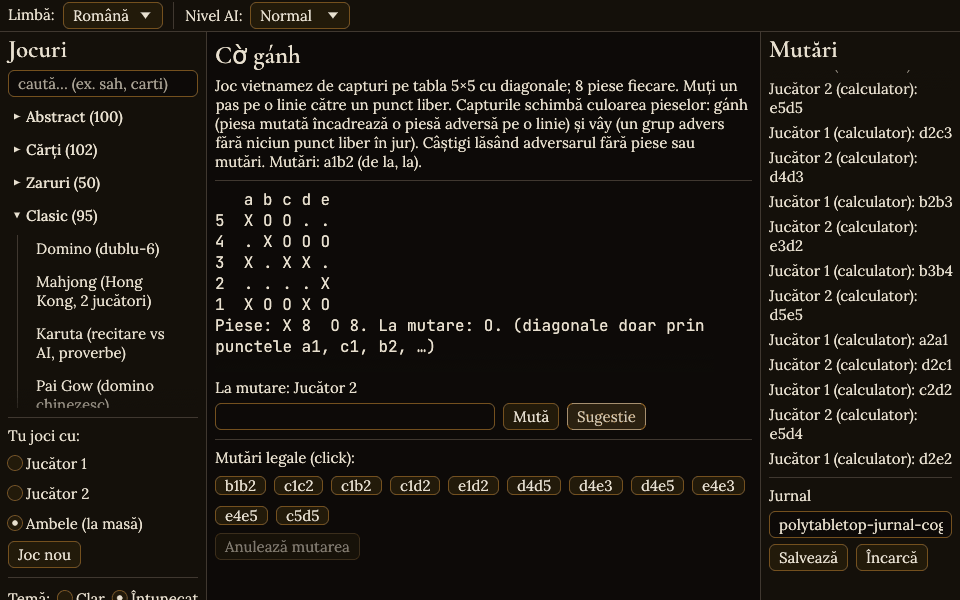 Limbă: Română ▼ Nivel AI: Normal ▼
Jocuri
caută… (ex. sah, carti)
▸ Abstract (100)
▸ Cărți (102)
▸ Zaruri (50)
▾ Clasic (95)
Domino (dublu-6)
Mahjong (Hong
Kong, 2 jucători)
Karuta (recitare vs
AI, proverbe)
Pai Gow (domino
chinezesc)
Tu joci cu:
Jucător 1
Jucător 2
Ambele (la masă)
Joc nou
Temă: Clar Întunecat
Cờ gánh
Joc vietnamez de capturi pe tabla 5×5 cu diagonale; 8 piese fiecare. Muți un
pas pe o linie către un punct liber. Capturile schimbă culoarea pieselor: gánh
(piesa mutată încadrează o piesă adversă pe o linie) și vây (un grup advers
fără niciun punct liber în jur). Câștigi lăsând adversarul fără piese sau
mutări. Mutări: a1b2 (de la, la).
a b c d e
5 X O O . .
4 . X O O O
3 X . X X .
2 . . . . X
1 X O O X O
Piese: X 8 O 8. La mutare: O. (diagonale doar prin
punctele a1, c1, b2, …)
La mutare: Jucător 2
Mută Sugestie
Mutări legale (click):
b1b2 c1c2 c1b2 c1d2 e1d2 d4d5 d4e3 d4e5 e4e3
e4e5 c5d5
Anulează mutarea
Mutări
Jucător 2 (calculator):
e5d5
Jucător 1 (calculator): d2c3
Jucător 2 (calculator):
d4d3
Jucător 1 (calculator): b2b3
Jucător 2 (calculator):
e3d2
Jucător 1 (calculator): b3b4
Jucător 2 (calculator):
d5e5
Jucător 1 (calculator): a2a1
Jucător 2 (calculator): d2c1
Jucător 1 (calculator): c2d2
Jucător 2 (calculator):
e5d4
Jucător 1 (calculator): d2e2
Jurnal
polytabletop-jurnal-cog
Salvează Încarcă